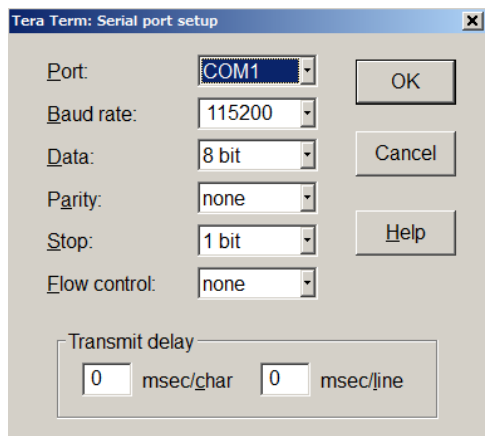 Tera Term: Serial port setup
Port: COM1
OK
Baud rate: 115200
Data: 8 bit
Cancel
Parity: none
Stop: 1 bit
Help
Flow control: none
Transmit delay
0 msec/char 0 msec/line